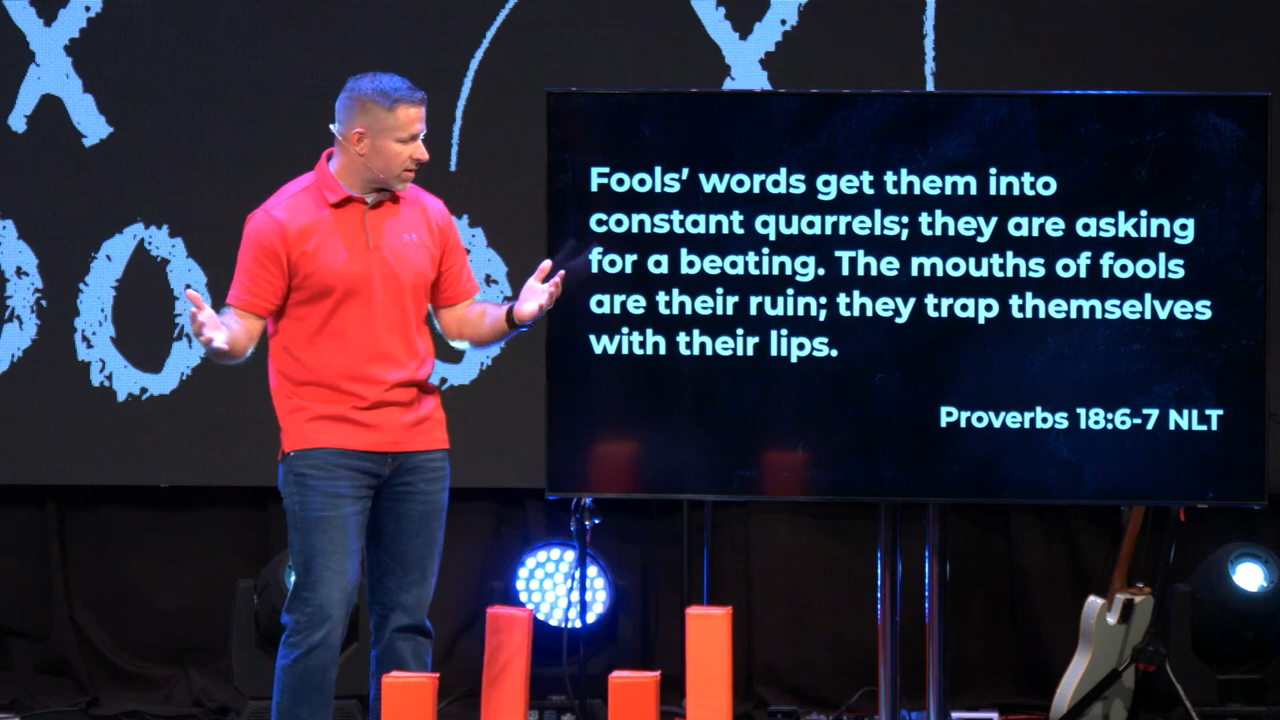 Fools’ words get them into
constant quarrels; they are asking
for a beating. The mouths of fools
are their ruin; they trap themselves
with their lips.
Proverbs 18:6-7 NLT